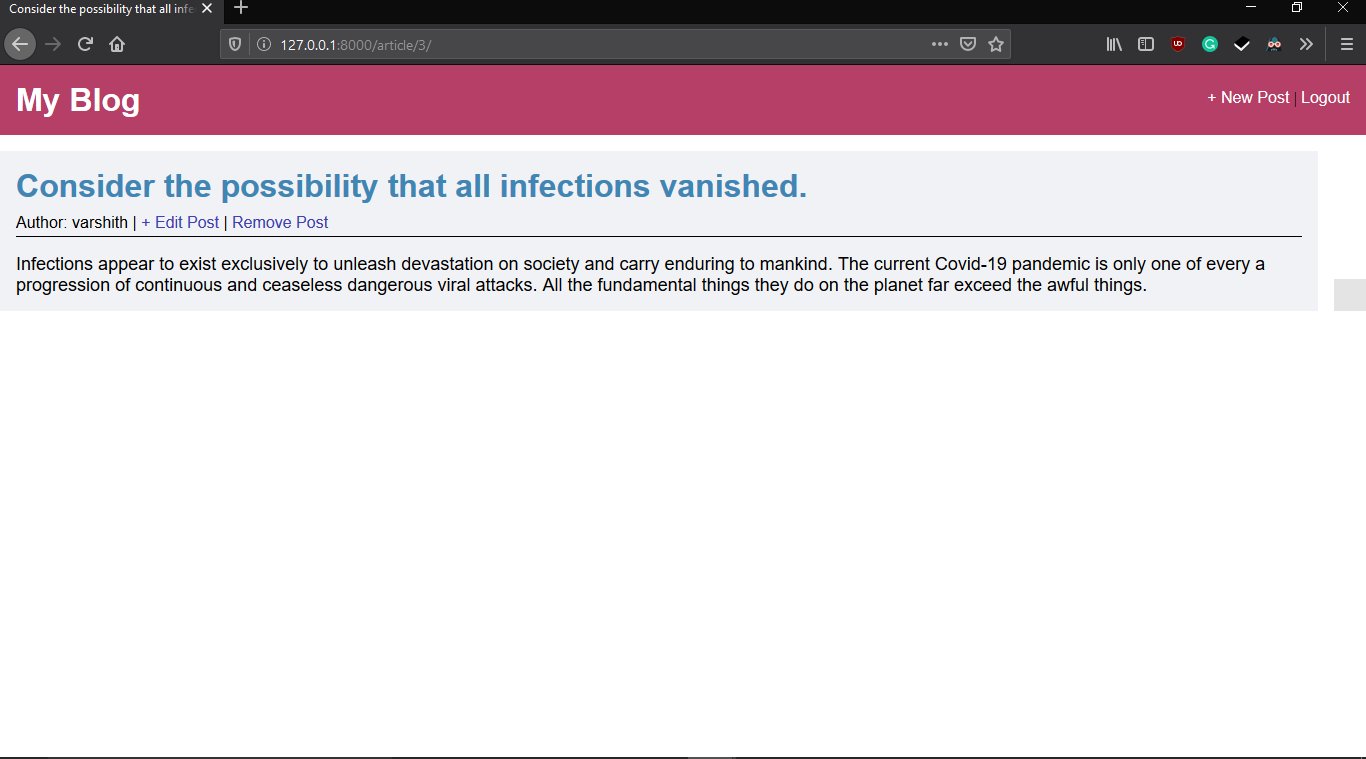 Consider the possibility that all infe
127.0.0.1:8000/article/3/
My Blog
+ New Post | Logout
Consider the possibility that all infections vanished.
Author: varshith | + Edit Post | Remove Post
Infections appear to exist exclusively to unleash devastation on society and carry enduring to mankind. The current Covid-19 pandemic is only one of every a
progression of continuous and ceaseless dangerous viral attacks. All the fundamental things they do on the planet far exceed the awful things.